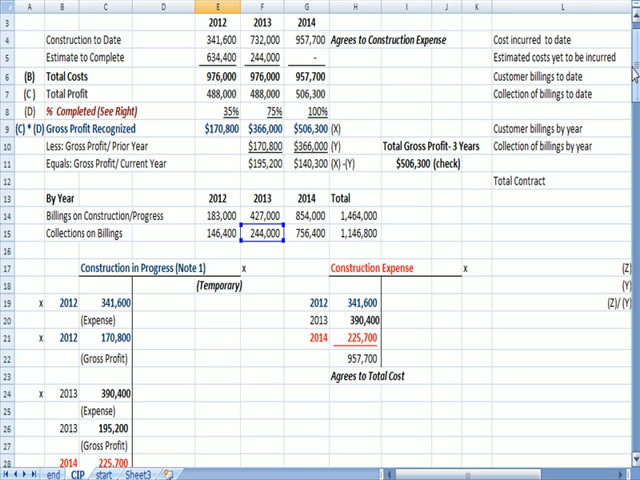 A B C D E F G H I J K L
3 2012 2013 2014
4 Construction to Date 341,600 732,000 957,700 Agrees to Construction Expense Cost incurred to date
5 Estimate to Complete 634,400 244,000 - Estimated costs yet to be incurred
6 (B) Total Costs 976,000 976,000 957,700 Customer billings to date
7 (C ) Total Profit 488,000 488,000 506,300 Collection of billings to date
8 (D) % Completed (See Right) 35% 75% 100%
9 (C) * (D) Gross Profit Recognized $170,800 $366,000 $506,300 (X) Customer billings by year
10 Less: Gross Profit/ Prior Year $170,800 $366,000 (Y) Total Gross Profit- 3 Years Collection of billings by year
11 Equals: Gross Profit/ Current Year $195,200 $140,300 (X) -(Y) $506,300 (check)
12 Total Contract
13 By Year 2012 2013 2014 Total
14 Billings on Construction/Progress 183,000 427,000 854,000 1,464,000
15 Collections on Billings 146,400 244,000 756,400 1,146,800
16
17 Construction in Progress (Note 1) x Construction Expense x (Z)
18 (Temporary) (Y)
19 x 2012 341,600 2012 341,600 (Z)/ (Y)
20 (Expense) 2013 390,400
21 x 2012 170,800 2014 225,700
22 (Gross Profit) 957,700
23 Agrees to Total Cost
24 x 2013 390,400
25 (Expense)
26 2013 195,200
27 (Gross Profit)
28 2014 225,700
end CIP start Sheet3